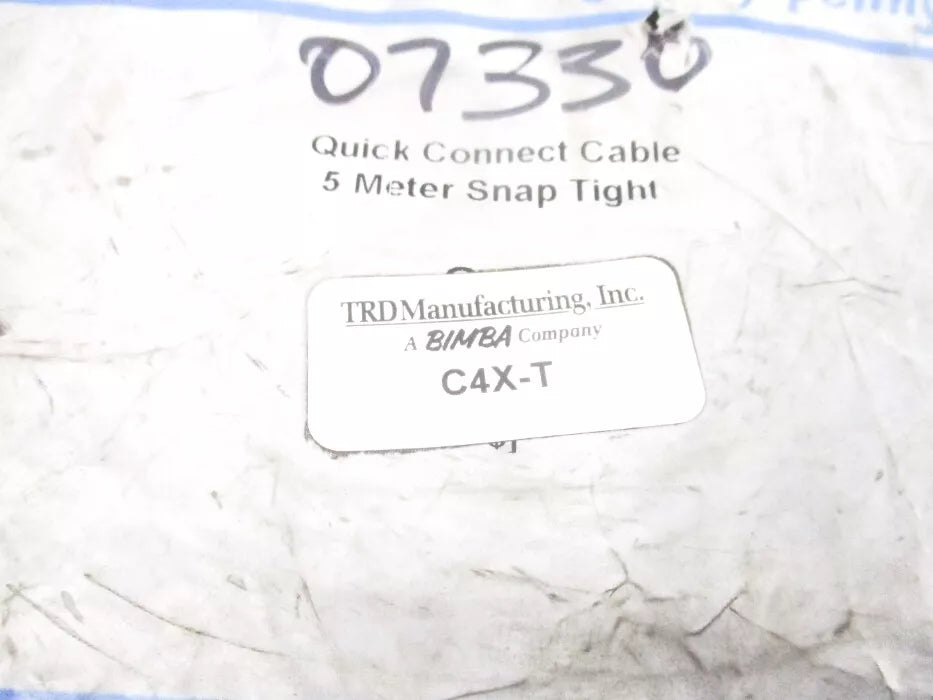 07330
Quick Connect Cable
5 Meter Snap Tight
TRD Manufacturing, Inc.
A BIMBA Company
C4X-T